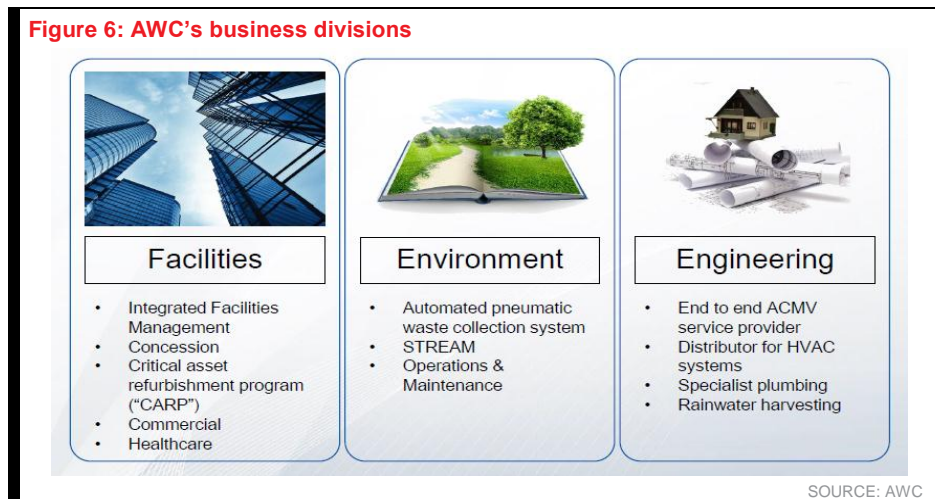 Figure 6: AWC's business divisions
Facilities
• Integrated Facilities
Management
• Concession
• Critical asset
refurbishment program
("CARP")
• Commercial
• Healthcare
Environment
• Automated pneumatic
waste collection system
• STREAM
• Operations &
Maintenance
Engineering
• End to end ACMV
service provider
• Distributor for HVAC
systems
• Specialist plumbing
• Rainwater harvesting
SOURCE: AWC